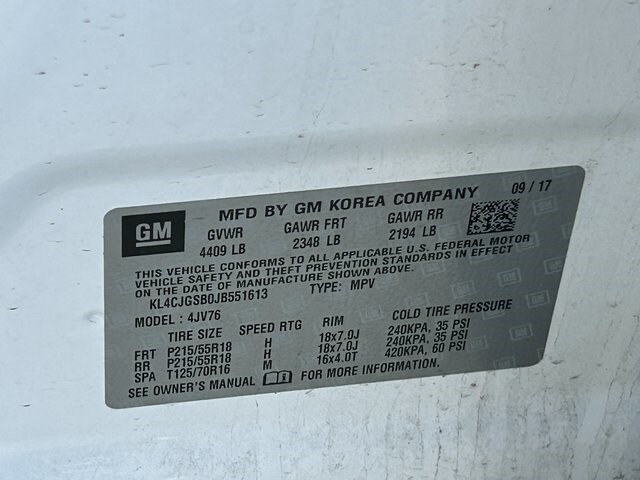 GM
MFD BY GM KOREA COMPANY 09 / 17
GVWR GAWR FRT GAWR RR
4409 LB 2348 LB 2194 LB
THIS VEHICLE CONFORMS TO ALL APPLICABLE U.S. FEDERAL MOTOR
VEHICLE SAFETY AND THEFT PREVENTION STANDARDS IN EFFECT
ON THE DATE OF MANUFACTURE SHOWN ABOVE.
KL4CJGSB0JB551613 TYPE: MPV
MODEL : 4JV76
TIRE SIZE SPEED RTG RIM COLD TIRE PRESSURE
FRT P215/55R18 H 18x7.0J 240KPA, 35 PSI
RR P215/55R18 H 18x7.0J 240KPA, 35 PSI
SPA T125/70R16 M 16x4.0T 420KPA, 60 PSI
SEE OWNER'S MANUAL FOR MORE INFORMATION.